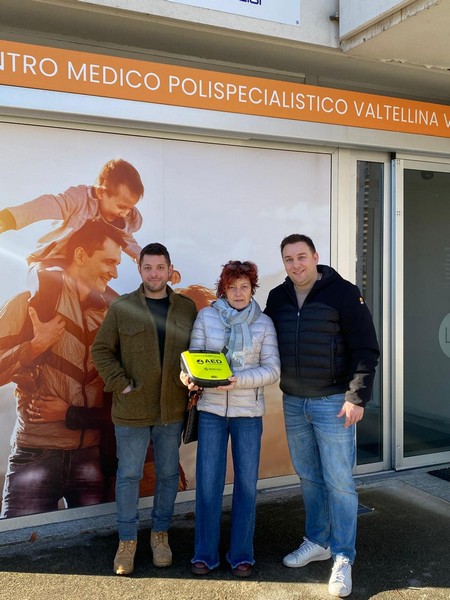 NTRO MEDICO POLISPECIALISTICO VALTELLINA V
AED